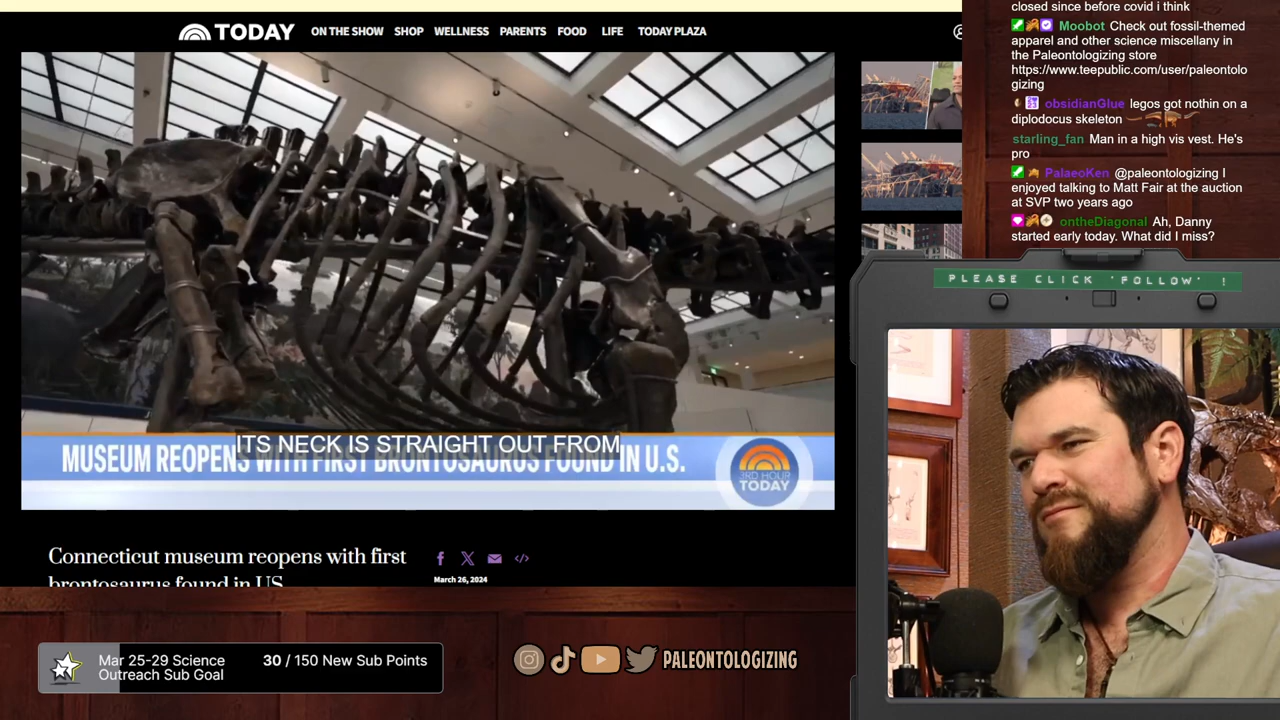 TODAY
ON THE SHOW
SHOP
WELLNESS
PARENTS
FOOD
LIFE
TODAY PLAZA
ITS NECK IS STRAIGHT OUT FROM
MUSEUM REOPENS WITH FIRST BRONTOSAURUS FOUND IN U.S.
3RD HOUR
TODAY
Connecticut museum reopens with first
brontosaurus found in US
March 26, 2024
closed since before covid i think
Moobot Check out fossil-themed
apparel and other science miscellany in
the Paleontologizing store
https://www.teepublic.com/user/paleontolo
gizing
obsidianGlue legos got nothin on a
diplodocus skeleton
starling_fan Man in a high vis vest. He's
pro
PalaeoKen @paleontologizing I
enjoyed talking to Matt Fair at the auction
at SVP two years ago
ontheDiagonal Ah, Danny
started early today. What did I miss?
PLEASE CLICK 'FOLLOW' !
Mar 25-29 Science
Outreach Sub Goal
30 / 150 New Sub Points
PALEONTOLOGIZING